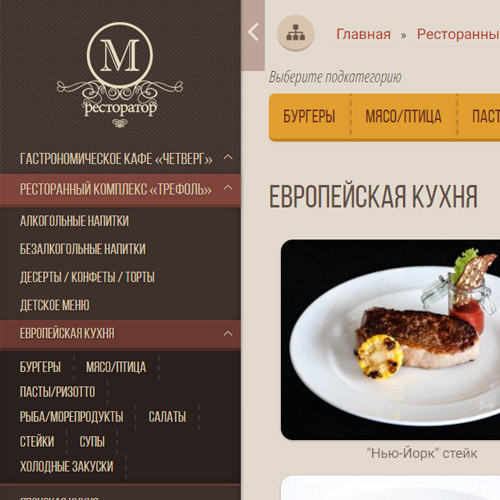 М
ресторатор
ГАСТРОНОМИЧЕСКОЕ КАФЕ «ЧЕТВЕРГ»
РЕСТОРАННЫЙ КОМПЛЕКС «ТРЕФОЛЬ»
АЛКОГОЛЬНЫЕ НАПИТКИ
БЕЗАЛКОГОЛЬНЫЕ НАПИТКИ
ДЕСЕРТЫ / КОНФЕТЫ / ТОРТЫ
ДЕТСКОЕ МЕНЮ
ЕВРОПЕЙСКАЯ КУХНЯ
БУРГЕРЫ МЯСО/ПТИЦА
ПАСТЫ/РИЗОТТО
РЫБА/МОРЕПРОДУКТЫ САЛАТЫ
СТЕЙКИ СУПЫ
ХОЛОДНЫЕ ЗАКУСКИ
ЯПОНСКАЯ КУХНЯ
Главная » Ресторанны
Выберите подкатегорию
БУРГЕРЫ МЯСО/ПТИЦА ПАСТ
ЕВРОПЕЙСКАЯ КУХНЯ
"Нью-Йорк" стейк